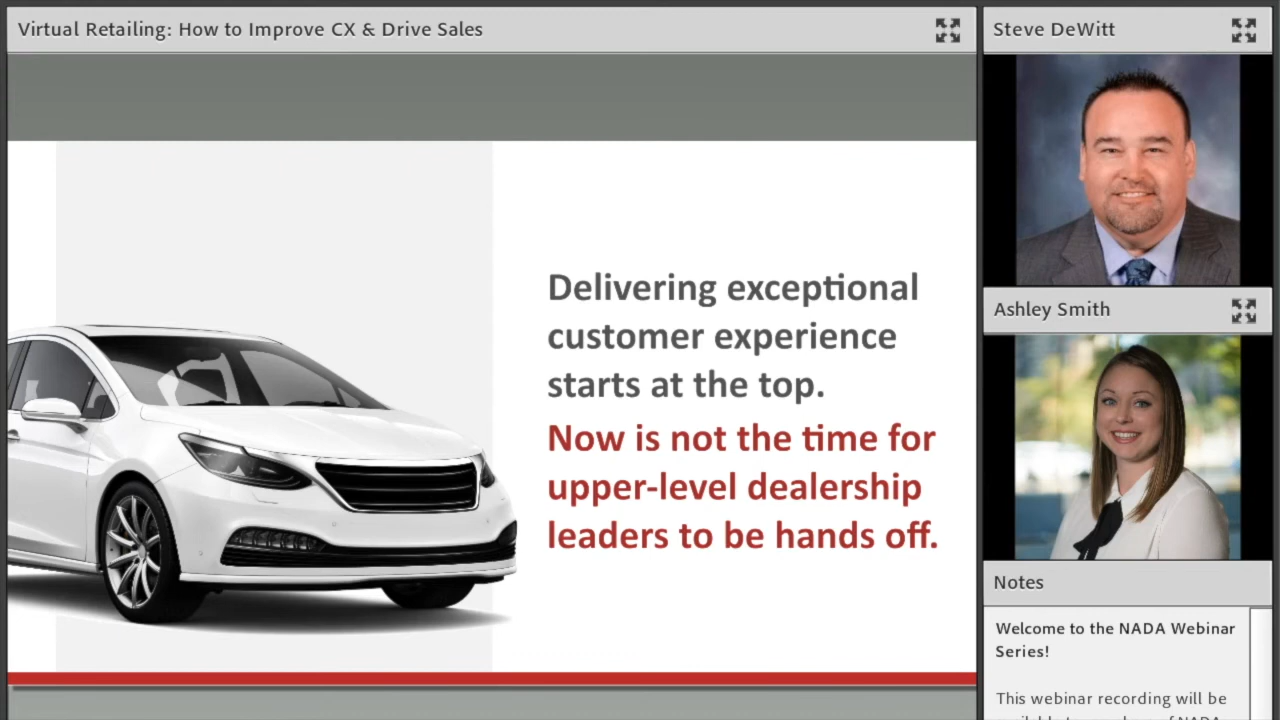 Virtual Retailing: How to Improve CX & Drive Sales
Delivering exceptional
customer experience
starts at the top.
Now is not the time for
upper-level dealership
leaders to be hands off.
Steve DeWitt
Ashley Smith
Notes
Welcome to the NADA Webinar
Series!
This webinar recording will be